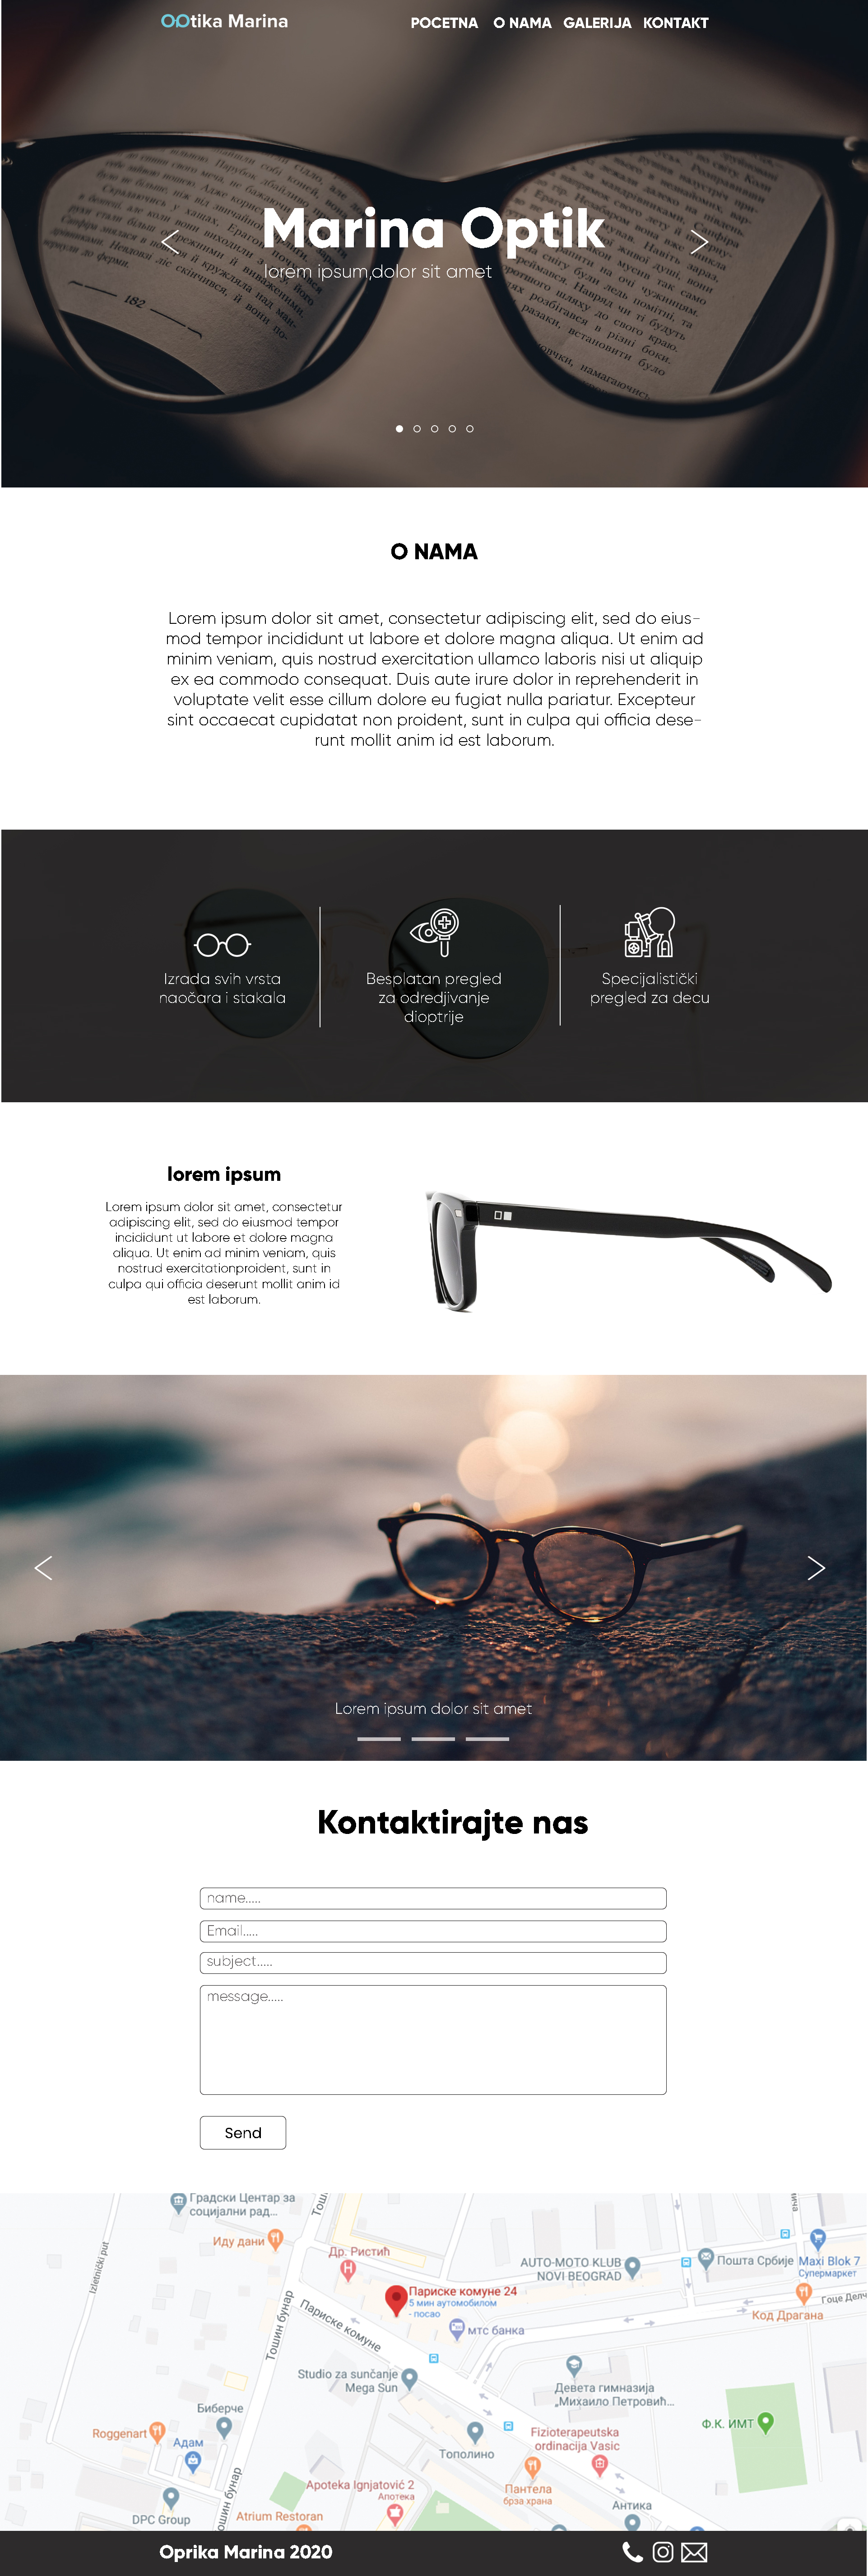 OOtika Marina
POCETNA O NAMA GALERIJA KONTAKT
Marina Optik
lorem ipsum,dolor sit amet
182
O NAMA
Lorem ipsum dolor sit amet, consectetur adipiscing elit, sed do eius-
mod tempor incididunt ut labore et dolore magna aliqua. Ut enim ad
minim veniam, quis nostrud exercitation ullamco laboris nisi ut aliquip
ex ea commodo consequat. Duis aute irure dolor in reprehenderit in
voluptate velit esse cillum dolore eu fugiat nulla pariatur. Excepteur
sint occaecat cupidatat non proident, sunt in culpa qui officia dese-
runt mollit anim id est laborum.
Izrada svih vrsta
naočara i stakala
Besplatan pregled
za odredjivanje
dioptrije
Specijalistički
pregled za decu
lorem ipsum
Lorem ipsum dolor sit amet, consectetur
adipiscing elit, sed do eiusmod tempor
incididunt ut labore et dolore magna
aliqua. Ut enim ad minim veniam, quis
nostrud exercitationproident, sunt in
culpa qui officia deserunt mollit anim id
est laborum.
Lorem ipsum dolor sit amet
Kontaktirajte nas
name.....
Email.....
subject.....
message.....
Send
Градски Центар за
социјални рад...
Иду дани
Izletnički put
Др. Ристић
AUTO-MOTO KLUB
NOVI BEOGRAD
Пошта Србије
Maxi Blok 7
Супермаркет
Париске комуне 24
5 мин аутомобилом
- посао
Код Драгана
Тошин бунар
Париске комуне
мтс банка
Studio za sunčanje
Mega Sun
Девета гимназија
„Михаило Петровић...
Биберче
Roggenart
Адам
Тополино
Fizioterapeutska
ordinacija Vasic
Ф.К. ИМТ
Apoteka Ignjatović 2
Апотека
Пантела
брза храна
Антика
DPC Group
Atrium Restoran
Oprika Marina 2020